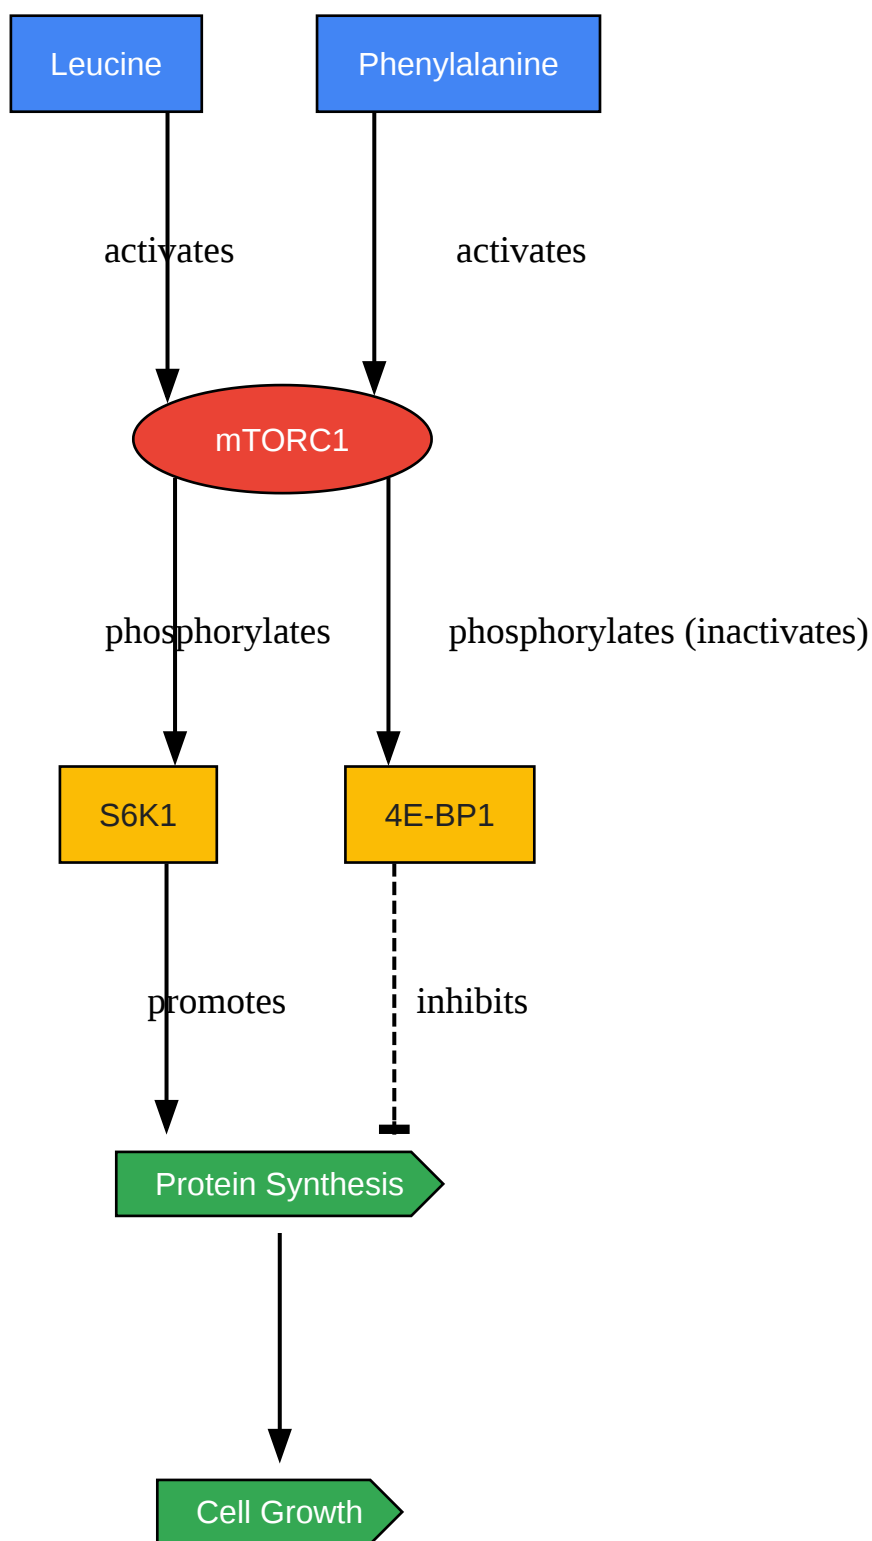 Leucine
Phenylalanine
activates
activates
mTORC1
phosphorylates
phosphorylates (inactivates)
S6K1
4E-BP1
promotes
inhibits
Protein Synthesis
Cell Growth